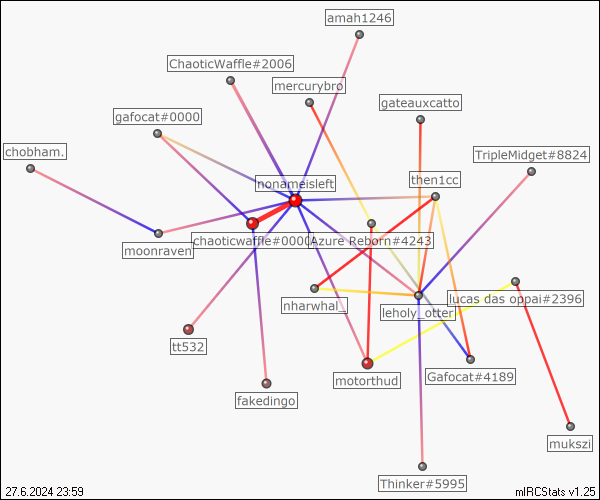 amah1246
ChaoticWaffle#2006
mercurybro
gateauxcatto
gafocat#0000
chobham.
TripleMidget#8824
nonameisleft
then1cc
moonraven
chaoticwaffle#0000
Azure Reborn#4243
nharwhal_
leholy_otter
lucas das oppai#2396
tt532
motorthud
Gafocat#4189
fakedingo
mukszi
Thinker#5995
27.6.2024 23:59
mIRCStats v1.25